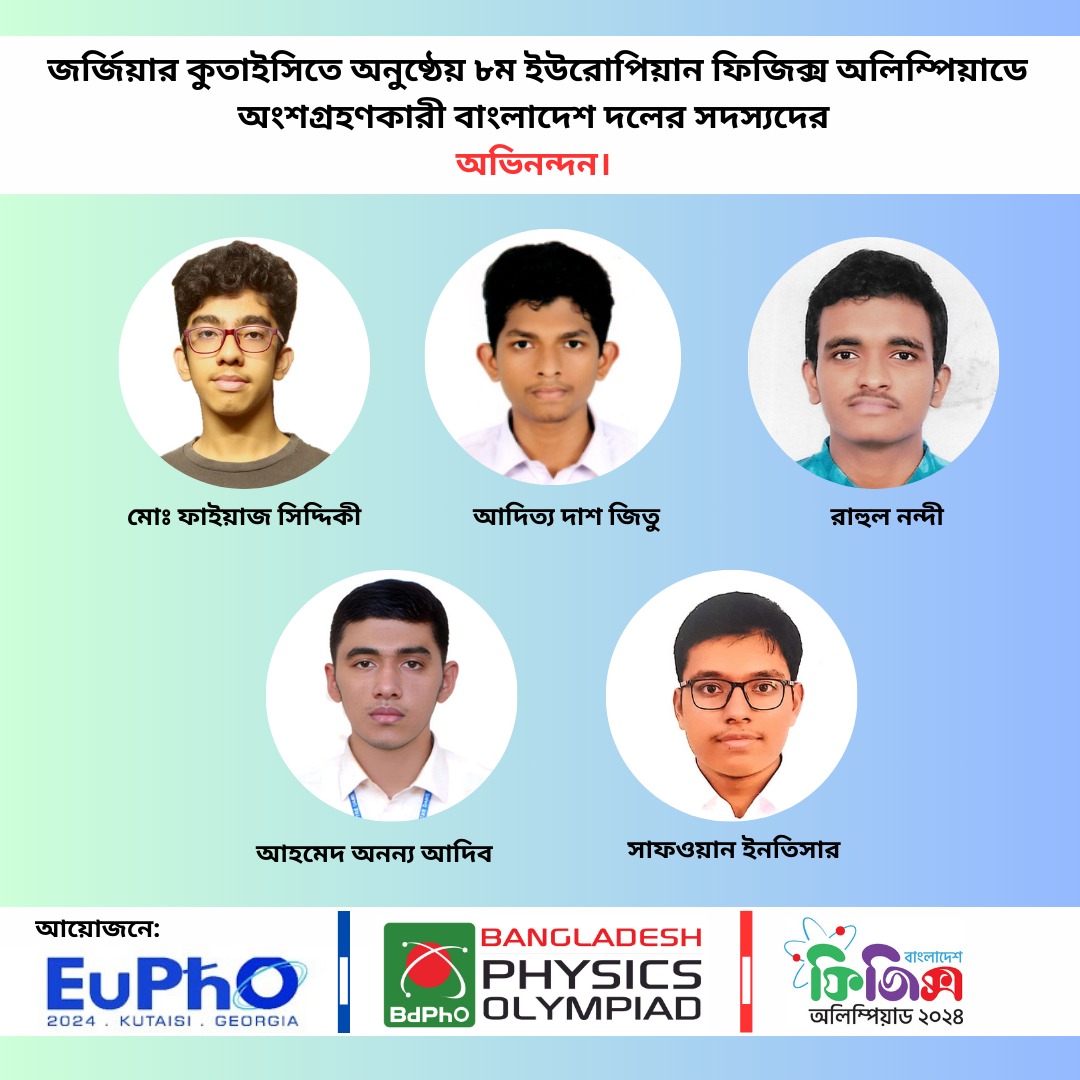 জর্জিয়ার কুতাইসিতে অনুষ্ঠেয় ৮ম ইউরোপিয়ান ফিজিক্স অলিম্পিয়াডে
অংশগ্রহণকারী বাংলাদেশ দলের সদস্যদের
অভিনন্দন।
মোঃ ফাইয়াজ সিদ্দিকী
আদিত্য দাশ জিতু
রাহুল নন্দী
আহমেদ অনন্য আদিব
সাফওয়ান ইনতিসার
আয়োজনে:
EuPhO
2024 . KUTAISI . GEORGIA
BdPhO
BANGLADESH
PHYSICS
OLYMPIAD
বাংলাদেশ
ফিজিক্স
অলিম্পিয়াড ২০২৪